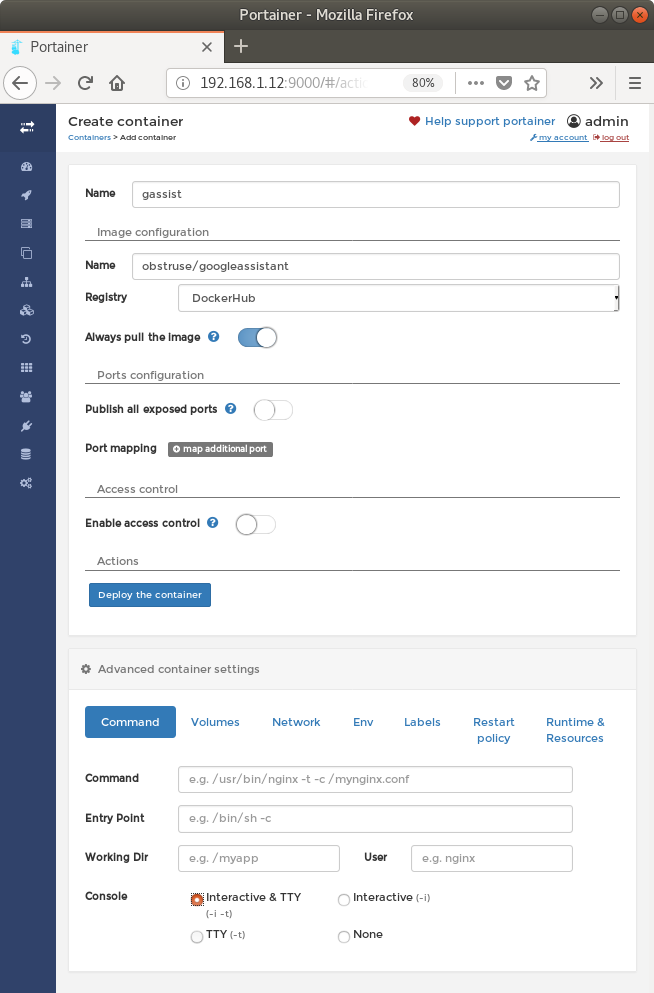 Portainer - Mozilla Firefox
Portainer
192.168.1.12:9000/#/actio
80%
Create container
Help support portainer
admin
Containers > Add container
my account
log out
Name
gassist
Image configuration
Name
obstruse/googleassistant
Registry
DockerHub
Always pull the image
Ports configuration
Publish all exposed ports
Port mapping
map additional port
Access control
Enable access control
Actions
Deploy the container
Advanced container settings
Command
Volumes
Network
Env
Labels
Restart
policy
Runtime &
Resources
Command
e.g. /usr/bin/nginx -t -c /mynginx.conf
Entry Point
e.g. /bin/sh -c
Working Dir
e.g. /myapp
User
e.g. nginx
Console
Interactive & TTY
(-i -t)
Interactive (-i)
TTY (-t)
None